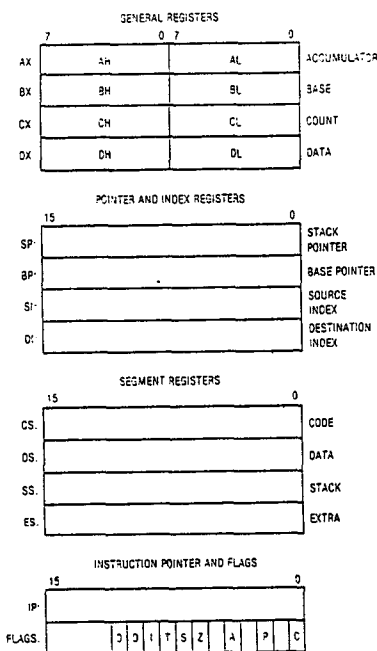 GENERAL REGISTERS
7 0 7 0
AX AH AL ACCUMULATOR
BX BH BL BASE
CX CH CL COUNT
DX DH DL DATA
POINTER AND INDEX REGISTERS
15 0
SP STACK POINTER
BP BASE POINTER
SI SOURCE INDEX
DI DESTINATION INDEX
SEGMENT REGISTERS
15 0
CS. CODE
DS. DATA
SS. STACK
ES. EXTRA
INSTRUCTION POINTER AND FLAGS
15 0
IP
FLAGS. O D I T S Z A P C